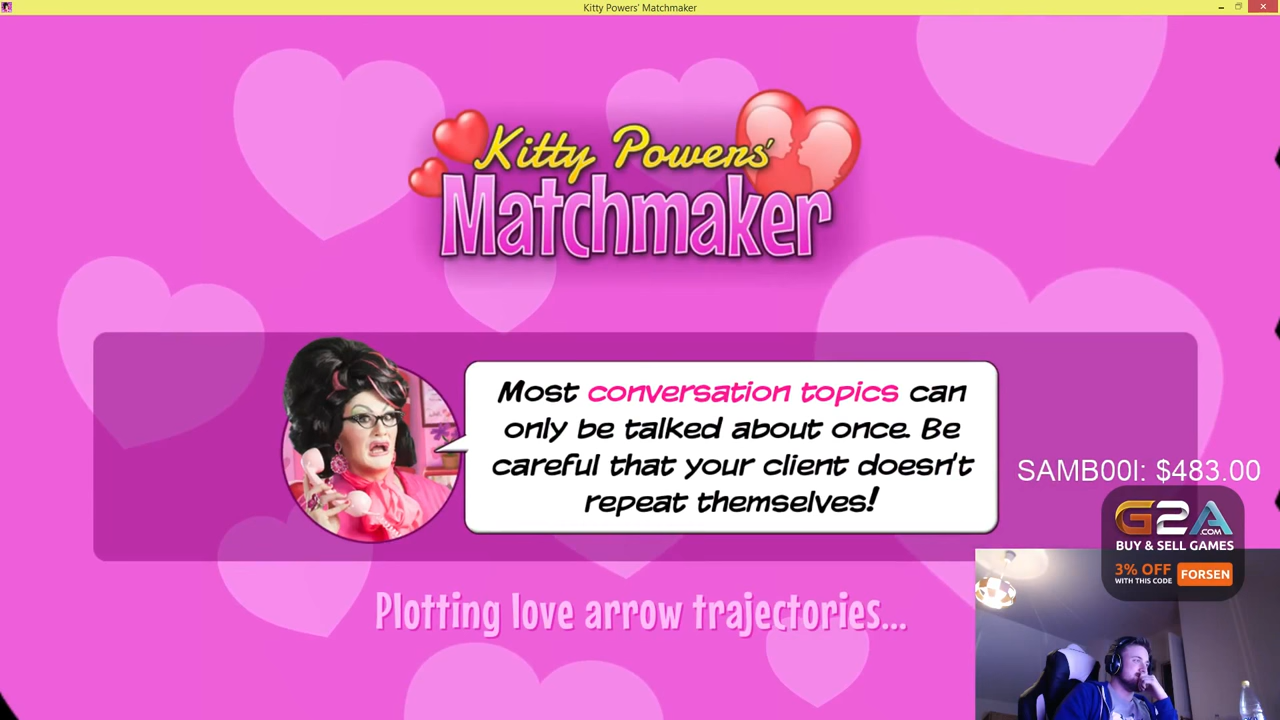 Kitty Powers' Matchmaker
Kitty Powers'
Matchmaker
Most conversation topics can
only be talked about once. Be
careful that your client doesn't
repeat themselves!
SAMB00I: $483.00
G2A
.COM
BUY & SELL GAMES
3% OFF
WITH THIS CODE
FORSEN
Plotting love arrow trajectories...